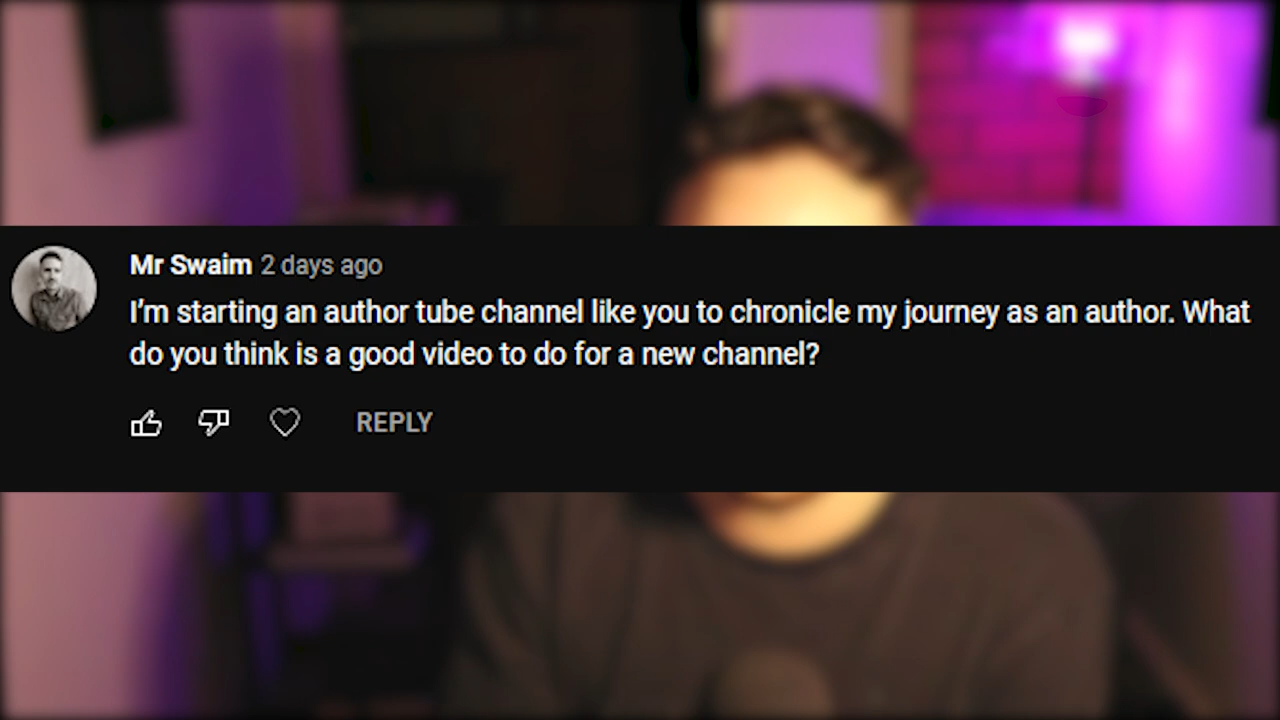 Mr Swaim 2 days ago
I’m starting an author tube channel like you to chronicle my journey as an author. What
do you think is a good video to do for a new channel?
REPLY